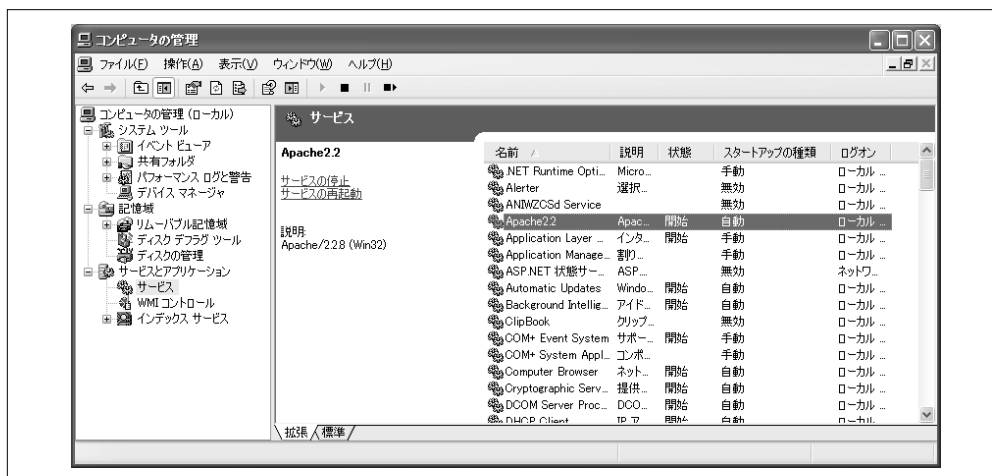 コンピュータの管理
ファイル(F) 操作(A) 表示(V) ウィンドウ(W) ヘルプ(H)
コンピュータの管理 (ローカル)
システム ツール
イベント ビューア
共有フォルダ
パフォーマンス ログと警告
デバイス マネージャ
記憶域
リムーバブル記憶域
ディスク デフラグ ツール
ディスクの管理
サービスとアプリケーション
サービス
WMI コントロール
インデックス サービス
サービス
Apache2.2
サービスの停止
サービスの再起動
説明:
Apache/2.2.8 (Win32)
名前 説明 状態 スタートアップの種類 ログオン
.NET Runtime Opti... Micro... 手動 ローカル ...
Alerter 選択... 無効 ローカル ...
ANIWZCSd Service 無効 ローカル ...
Apache2.2 Apac... 開始 自動 ローカル ...
Application Layer ... インタ... 開始 手動 ローカル ...
Application Manage... 割り... 手動 ローカル ...
ASP.NET 状態サー... ASP.... 無効 ネットワ...
Automatic Updates Windo... 開始 自動 ローカル ...
Background Intellig... アイド... 開始 自動 ローカル ...
ClipBook クリップ... 無効 ローカル ...
COM+ Event System サポー... 開始 手動 ローカル ...
COM+ System Appl... コンポ... 手動 ローカル ...
Computer Browser ネット... 開始 自動 ローカル ...
Cryptographic Serv... 提供... 開始 自動 ローカル ...
DCOM Server Proc... DCO... 開始 自動 ローカル ...
DHCP Client IP ア... 開始 自動 ローカル ...
拡張 標準